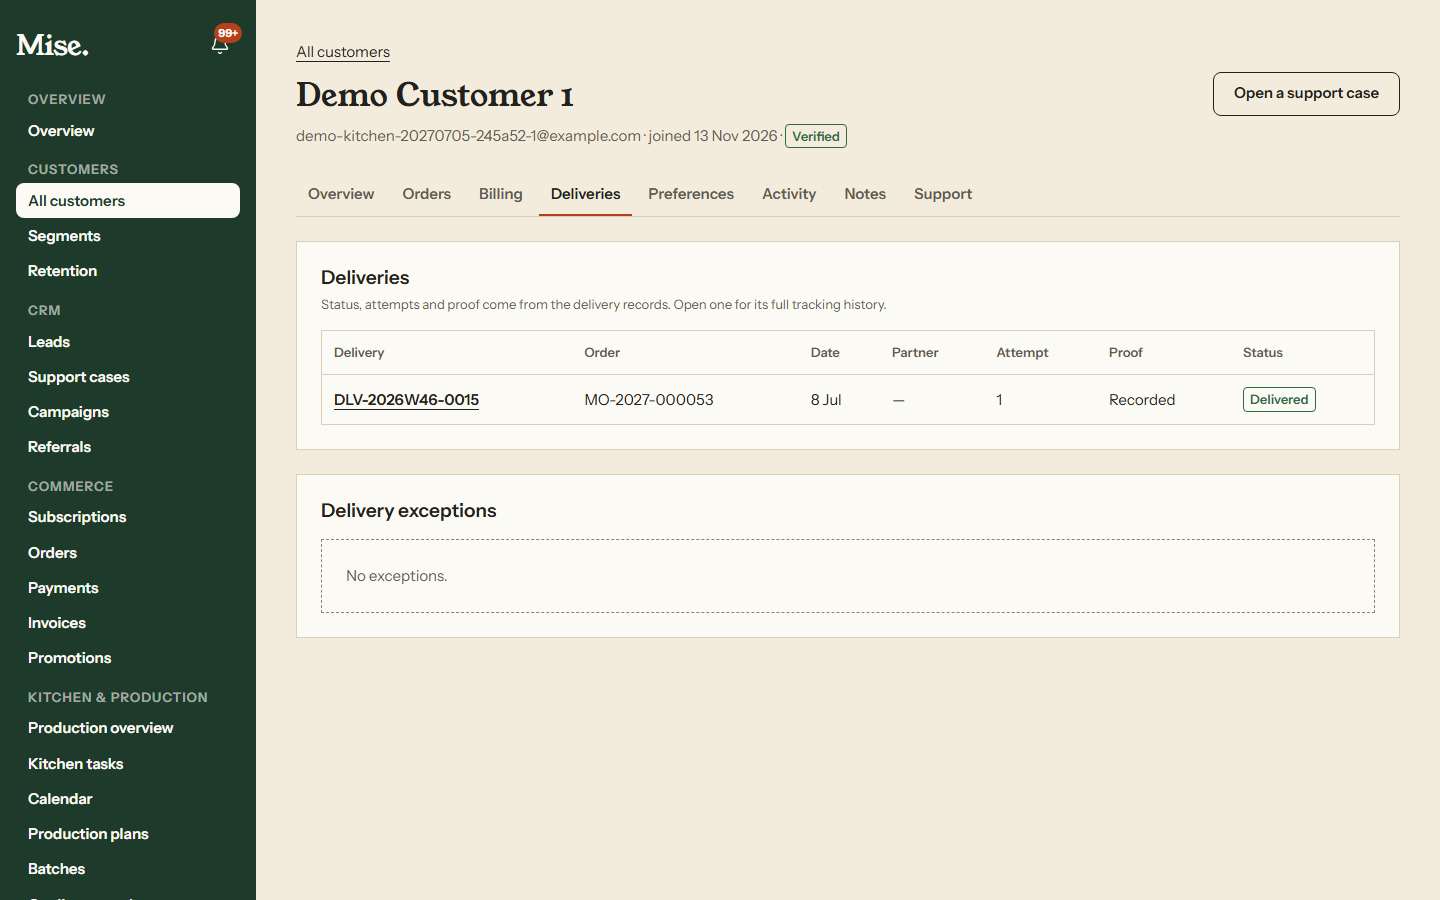 Mise.
99+
OVERVIEW
Overview
CUSTOMERS
All customers
Segments
Retention
CRM
Leads
Support cases
Campaigns
Referrals
COMMERCE
Subscriptions
Orders
Payments
Invoices
Promotions
KITCHEN & PRODUCTION
Production overview
Kitchen tasks
Calendar
Production plans
Batches
All customers
Demo Customer 1
Open a support case
demo-kitchen-20270705-245a52-1@example.com · joined 13 Nov 2026 · Verified
Overview Orders Billing Deliveries Preferences Activity Notes Support
Deliveries
Status, attempts and proof come from the delivery records. Open one for its full tracking history.
Delivery Order Date Partner Attempt Proof Status
DLV-2026W46-0015 MO-2027-000053 8 Jul — 1 Recorded Delivered
Delivery exceptions
No exceptions.